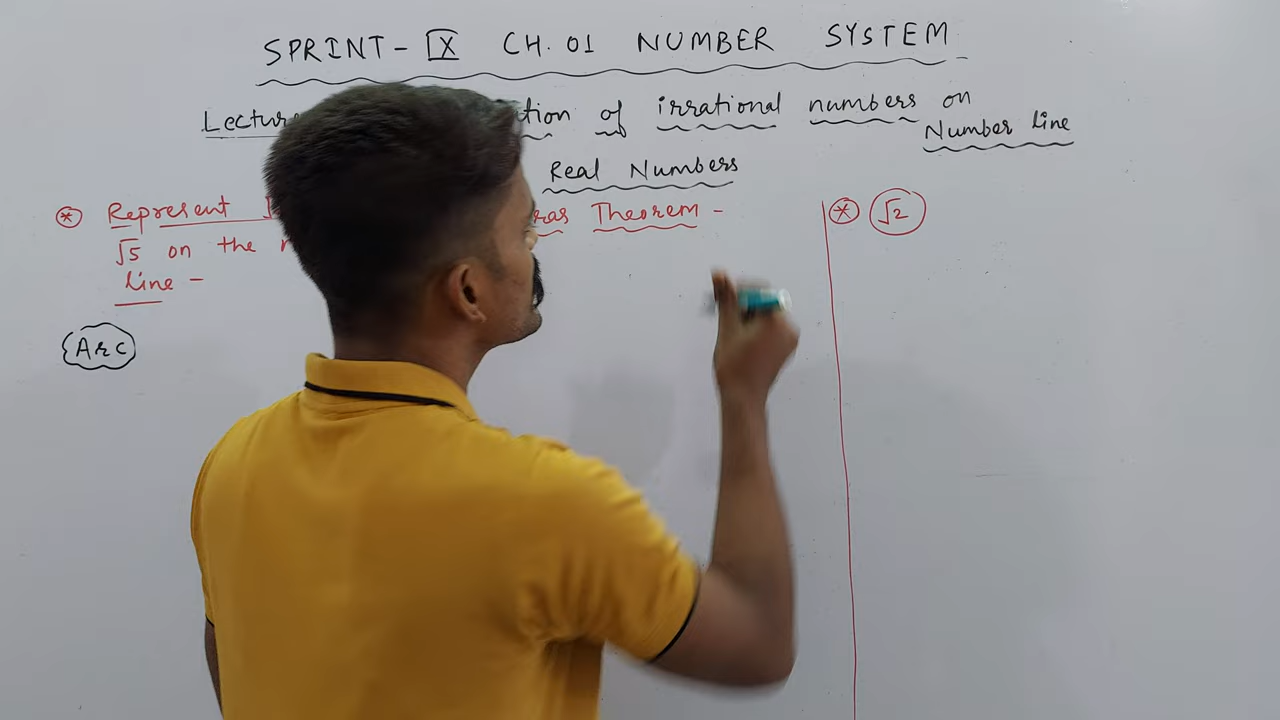 SPRINT- IX CH. 01 NUMBER SYSTEM
of irrational numbers on
Number line
Real Numbers
* Represent
Theorem -
* √2
√5 on the
line -
Arc